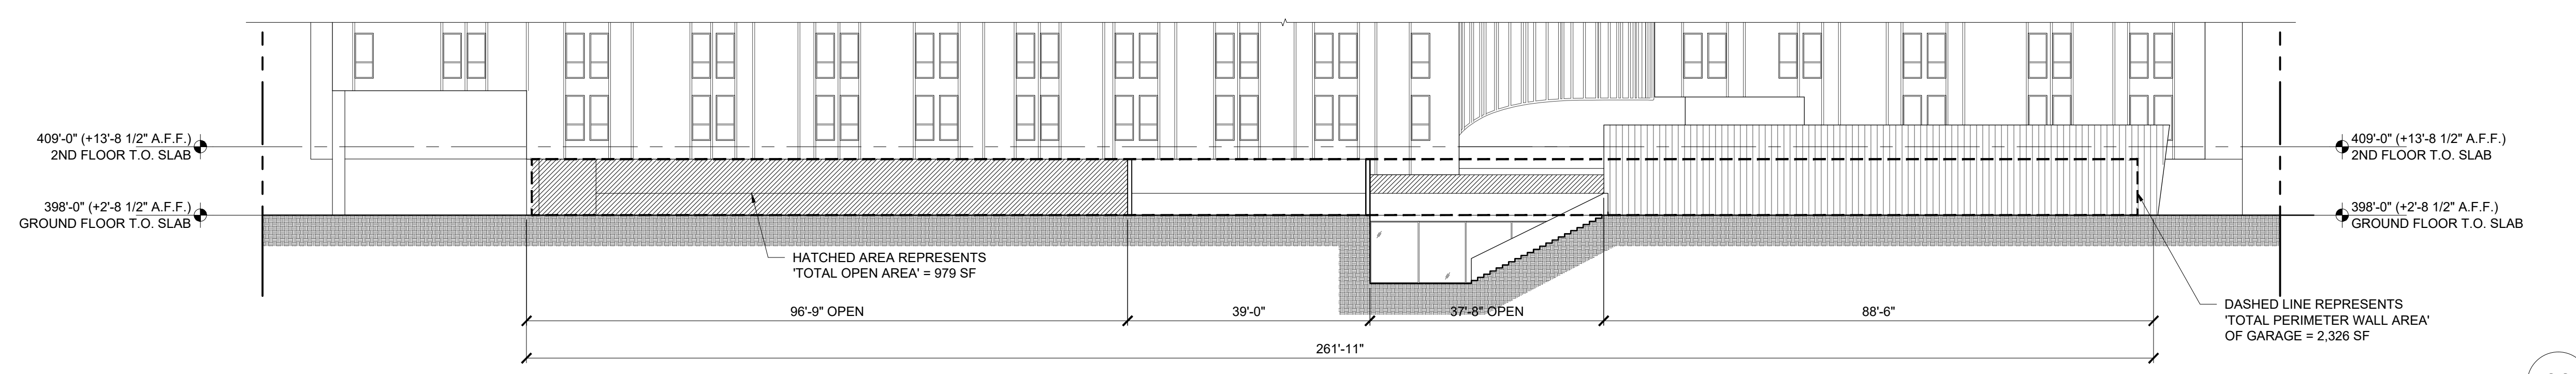 409'-0" (+13'-8 1/2" A.F.F.)
2ND FLOOR T.O. SLAB
409'-0" (+13'-8 1/2" A.F.F.)
2ND FLOOR T.O. SLAB
398'-0" (+2'-8 1/2" A.F.F.)
GROUND FLOOR T.O. SLAB
398'-0" (+2'-8 1/2" A.F.F.)
GROUND FLOOR T.O. SLAB
HATCHED AREA REPRESENTS
'TOTAL OPEN AREA' = 979 SF
DASHED LINE REPRESENTS
'TOTAL PERIMETER WALL AREA'
OF GARAGE = 2,326 SF
96'-9" OPEN
39'-0"
37'-8" OPEN
88'-6"
261'-11"